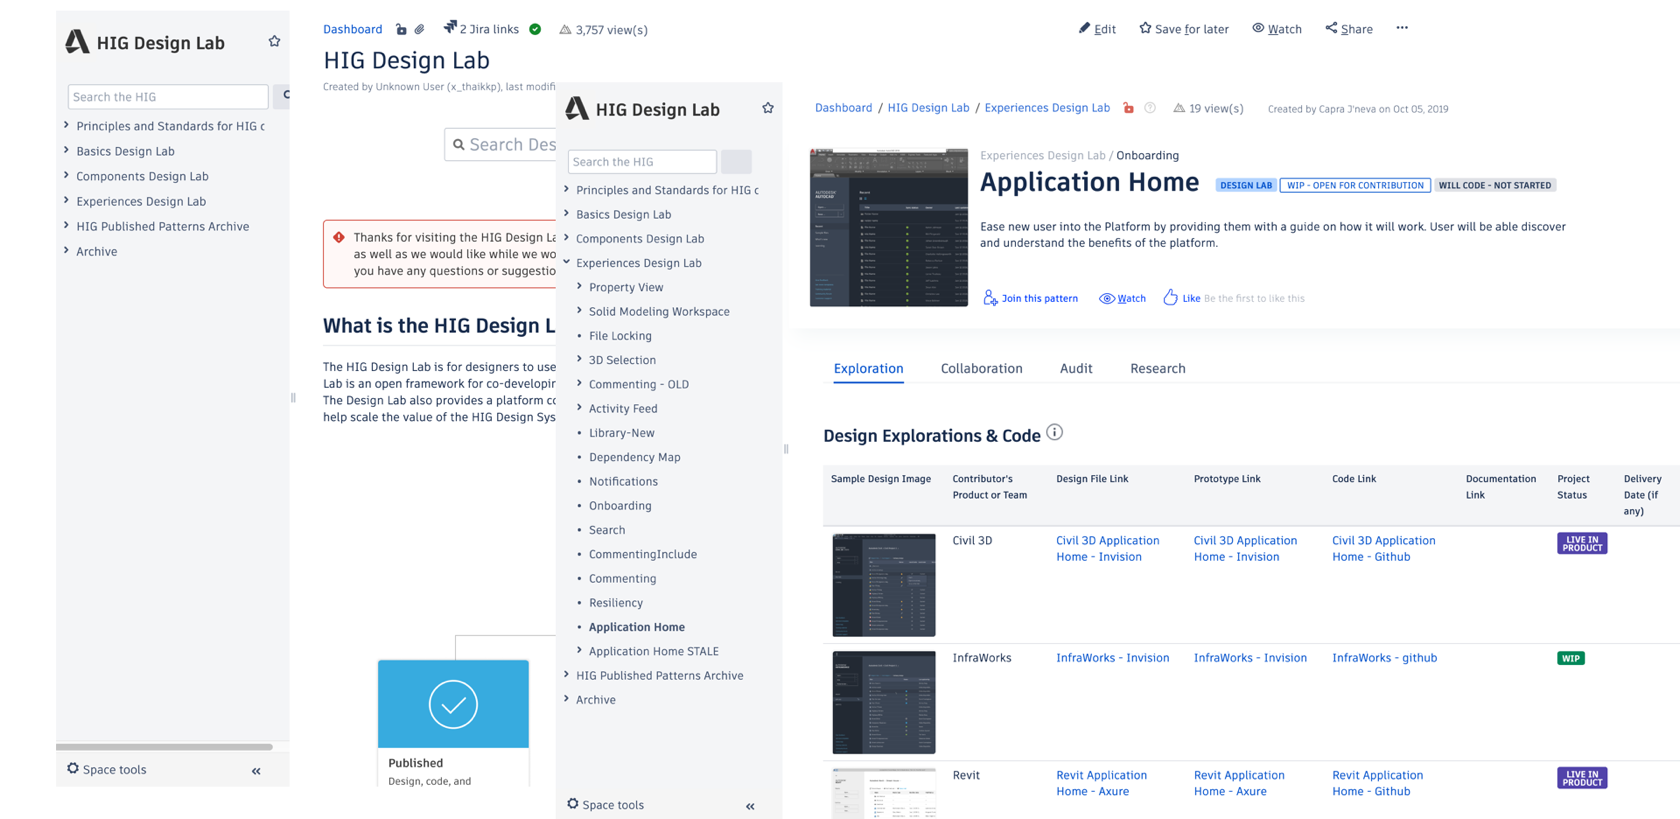 HIG Design Lab
Search the HIG
Principles and Standards for HIG c
Basics Design Lab
Components Design Lab
Experiences Design Lab
HIG Published Patterns Archive
Archive
Space tools
Dashboard
2 Jira links
3,757 view(s)
Edit
Save for later
Watch
Share
HIG Design Lab
Created by Unknown User (x_thaikkp), last modifi
Search Des
Thanks for visiting the HIG Design La
as well as we would like while we wo
you have any questions or suggestio
What is the HIG Design L
The HIG Design Lab is for designers to use
Lab is an open framework for co-developin
The Design Lab also provides a platform co
help scale the value of the HIG Design Sys
Published
Design, code, and
HIG Design Lab
Search the HIG
Principles and Standards for HIG c
Basics Design Lab
Components Design Lab
Experiences Design Lab
Property View
Solid Modeling Workspace
File Locking
3D Selection
Commenting - OLD
Activity Feed
Library-New
Dependency Map
Notifications
Onboarding
Search
CommentingInclude
Commenting
Resiliency
Application Home
Application Home STALE
HIG Published Patterns Archive
Archive
Space tools
Dashboard / HIG Design Lab / Experiences Design Lab
19 view(s)
Created by Capra J'neva on Oct 05, 2019
Experiences Design Lab / Onboarding
Application Home
DESIGN LAB
WIP - OPEN FOR CONTRIBUTION
WILL CODE - NOT STARTED
Ease new user into the Platform by providing them with a guide on how it will work. User will be able discover
and understand the benefits of the platform.
Join this pattern
Watch
Like Be the first to like this
Exploration
Collaboration
Audit
Research
Design Explorations & Code
Sample Design Image
Contributor's
Product or Team
Design File Link
Prototype Link
Code Link
Documentation
Link
Project
Status
Delivery
Date (if
any)
Civil 3D
Civil 3D Application
Home - Invision
Civil 3D Application
Home - Invision
Civil 3D Application
Home - Github
LIVE IN
PRODUCT
InfraWorks
InfraWorks - Invision
InfraWorks - Invision
InfraWorks - github
WIP
Revit
Revit Application
Home - Axure
Revit Application
Home - Axure
Revit Application
Home - Github
LIVE IN
PRODUCT